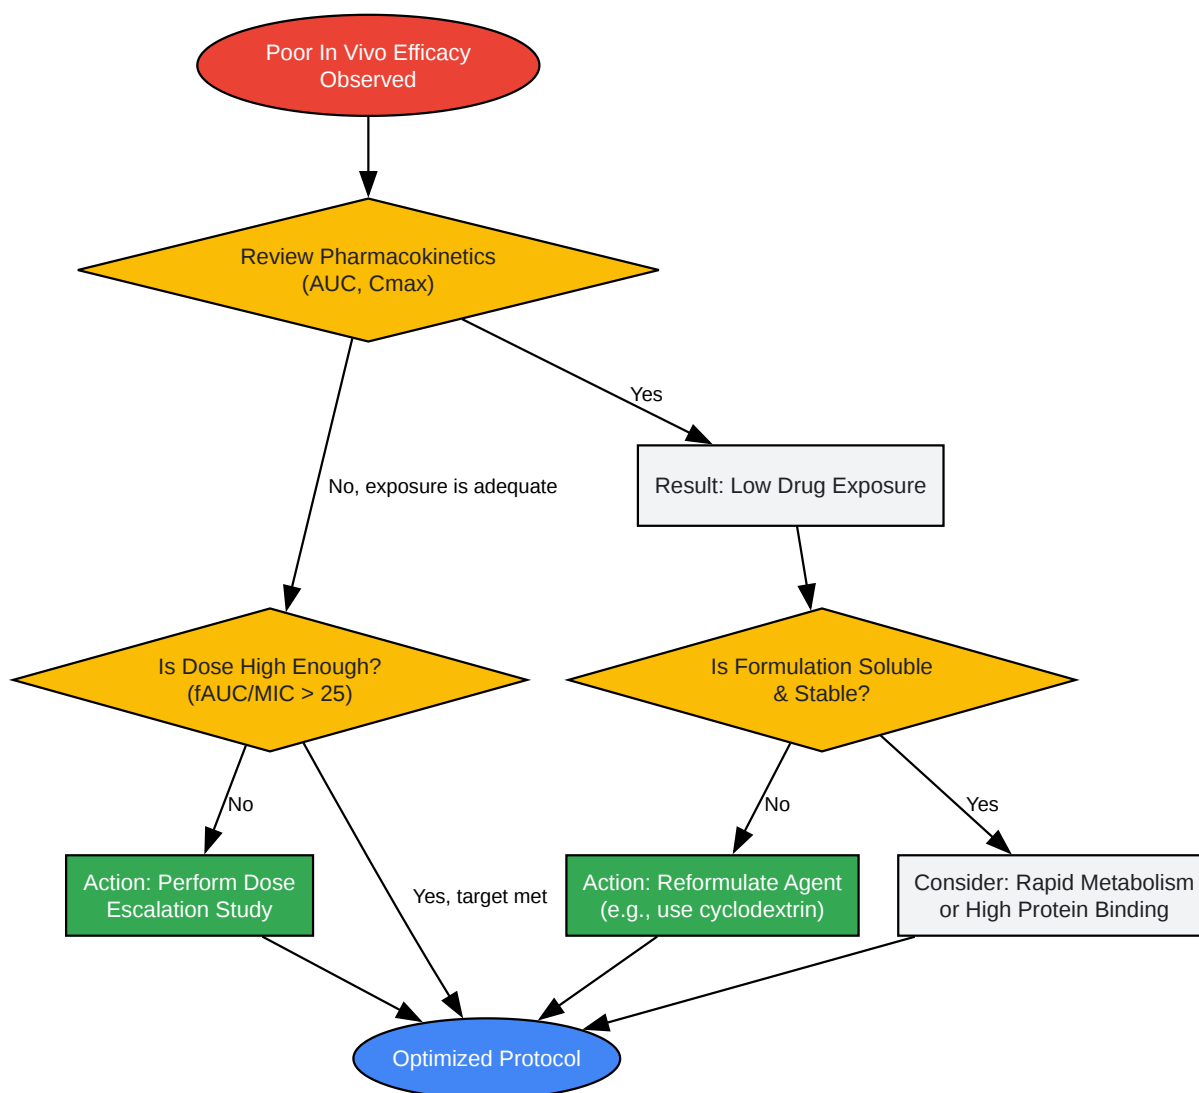 Poor In Vivo Efficacy
Observed
Review Pharmacokinetics
(AUC, Cmax)
Yes
Result: Low Drug Exposure
No, exposure is adequate
Is Dose High Enough?
(fAUC/MIC > 25)
Is Formulation Soluble
& Stable?
No
Yes, target met
No
Yes
Action: Perform Dose
Escalation Study
Action: Reformulate Agent
(e.g., use cyclodextrin)
Consider: Rapid Metabolism
or High Protein Binding
Optimized Protocol